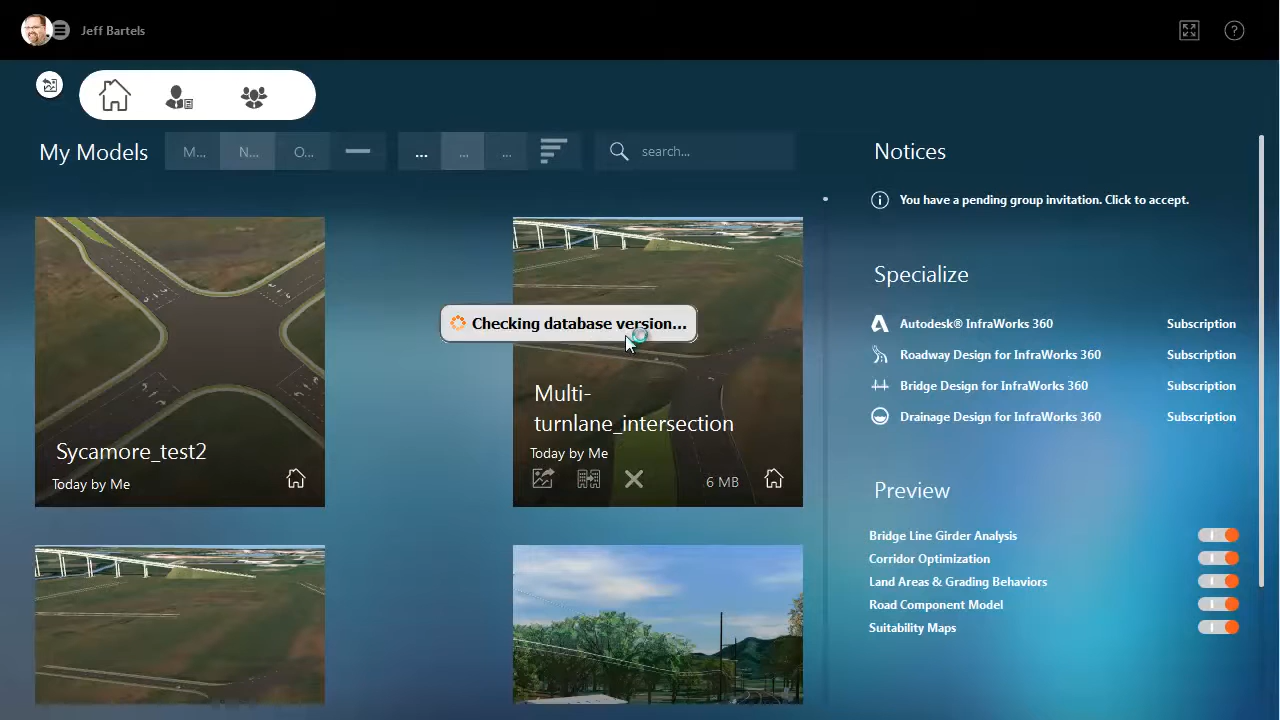 Jeff Bartels
My Models
M...
N...
O...
...
...
...
search...
Notices
You have a pending group invitation. Click to accept.
Specialize
Autodesk® InfraWorks 360 Subscription
Roadway Design for InfraWorks 360 Subscription
Bridge Design for InfraWorks 360 Subscription
Drainage Design for InfraWorks 360 Subscription
Preview
Bridge Line Girder Analysis
Corridor Optimization
Land Areas & Grading Behaviors
Road Component Model
Suitability Maps
Checking database version...
Sycamore_test2
Today by Me
Multi-
turnlane_intersection
Today by Me
6 MB